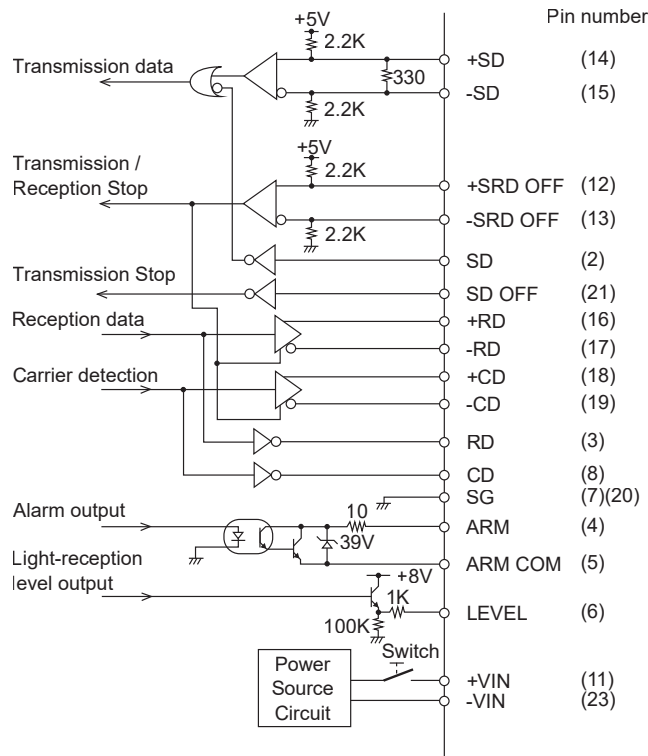 Pin number
+5V
2.2K
+SD (14)
Transmission data
330
-SD (15)
2.2K
+5V
Transmission /
Reception Stop
2.2K
+SRD OFF (12)
-SRD OFF (13)
2.2K
SD (2)
Transmission Stop
SD OFF (21)
Reception data
+RD (16)
-RD (17)
Carrier detection
+CD (18)
-CD (19)
RD (3)
CD (8)
SG (7)(20)
Alarm output
10
ARM (4)
39V
Light-reception
level output
ARM COM (5)
+8V
1K
LEVEL (6)
100K
Switch
Power
Source
Circuit
+VIN (11)
-VIN (23)